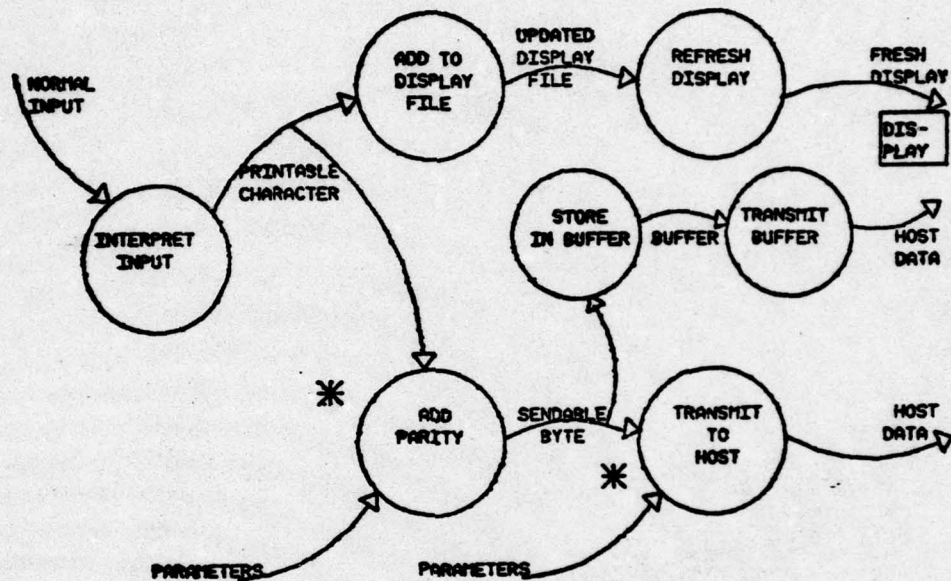 NORMAL
INPUT
INTERPRET
INPUT
PRINTABLE
CHARACTER
ADD TO
DISPLAY
FILE
UPDATED
DISPLAY
FILE
REFRESH
DISPLAY
FRESH
DISPLAY
DIS-
PLAY
STORE
IN BUFFER
BUFFER
TRANSMIT
BUFFER
HOST
DATA
*
ADD
PARITY
SENDABLE
BYTE
*
TRANSMIT
TO
HOST
HOST
DATA
PARAMETERS
PARAMETERS